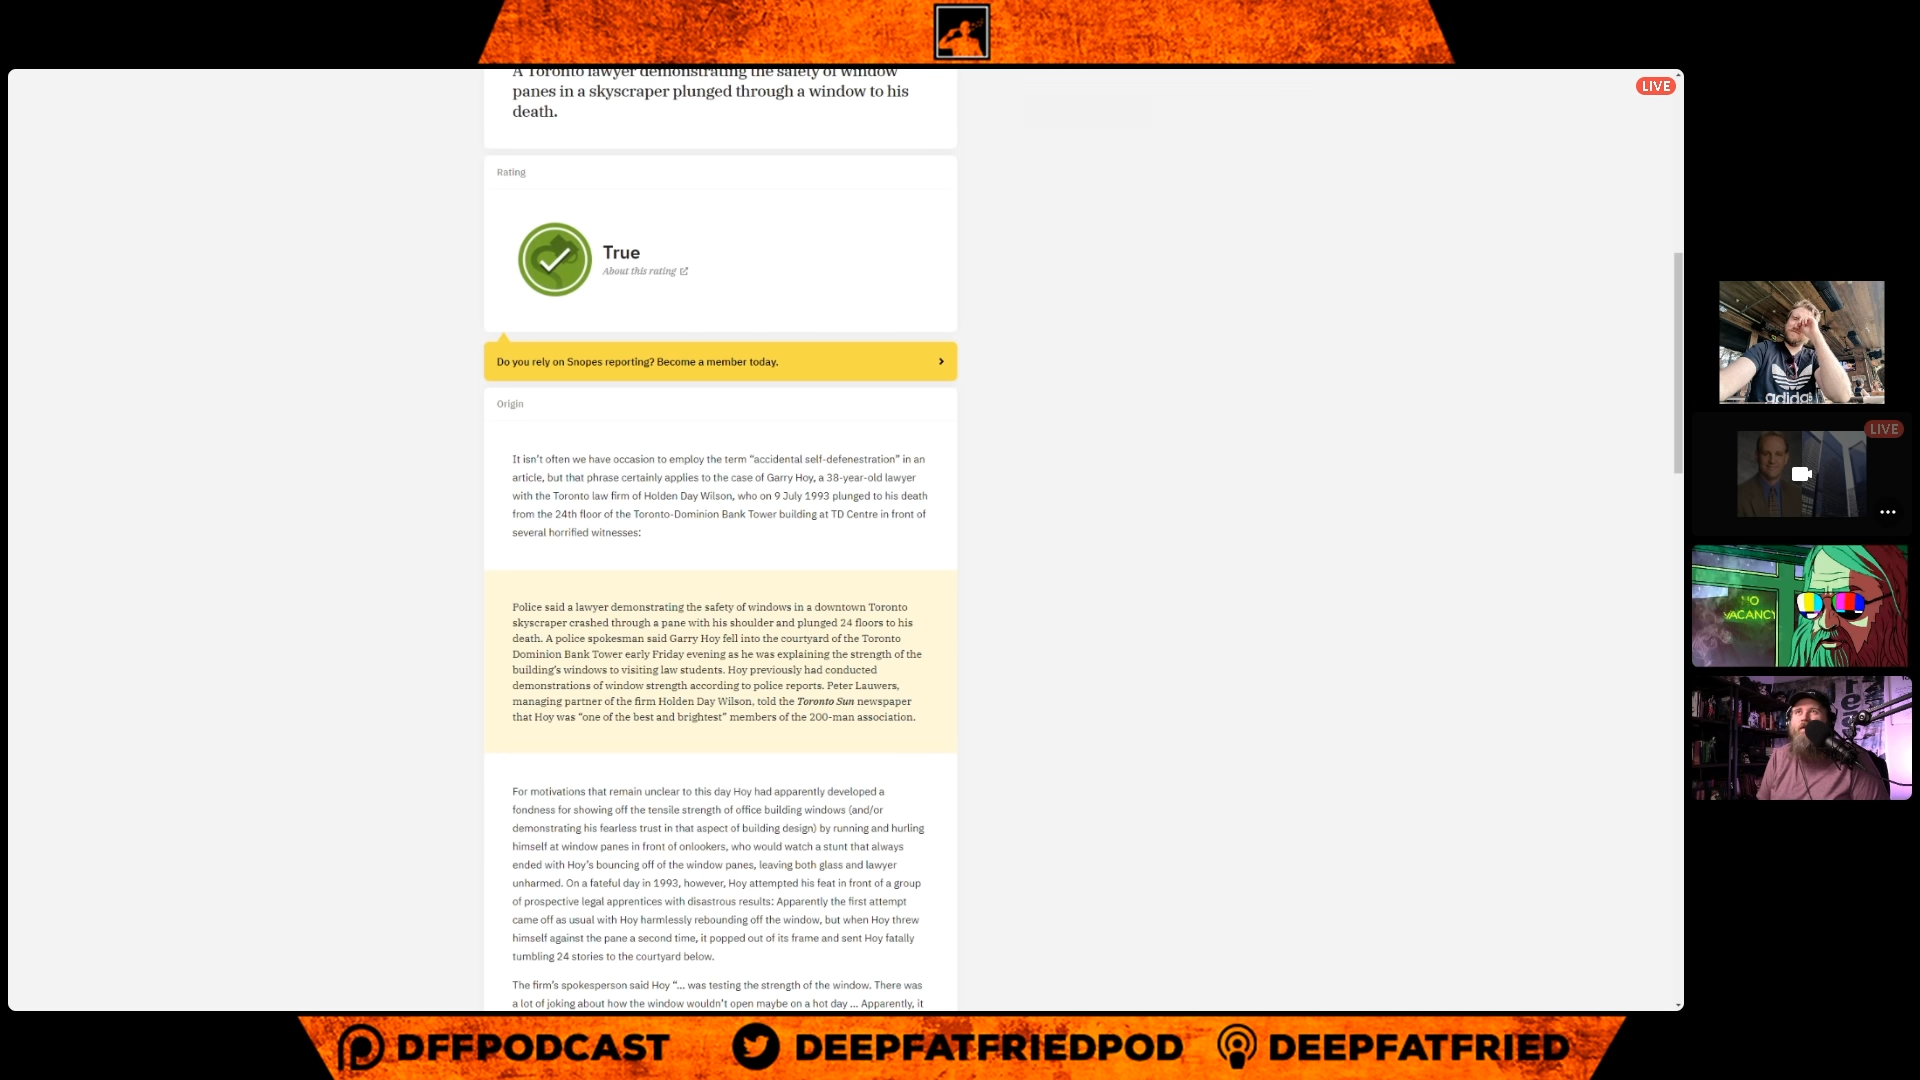 A Toronto lawyer demonstrating the safety of window
panes in a skyscraper plunged through a window to his
death.
LIVE
Rating
True
About this rating
Do you rely on Snopes reporting? Become a member today.
Origin
It isn't often we have occasion to employ the term “accidental self-defenestration” in an
article, but that phrase certainly applies to the case of Garry Hoy, a 38-year-old lawyer
with the Toronto law firm of Holden Day Wilson, who on 9 July 1993 plunged to his death
from the 24th floor of the Toronto-Dominion Bank Tower building at TD Centre in front of
several horrified witnesses:
Police said a lawyer demonstrating the safety of windows in a downtown Toronto
skyscraper crashed through a pane with his shoulder and plunged 24 floors to his
death. A police spokesman said Garry Hoy fell into the courtyard of the Toronto
Dominion Bank Tower early Friday evening as he was explaining the strength of the
building's windows to visiting law students. Hoy previously had conducted
demonstrations of window strength according to police reports. Peter Lauwers,
managing partner of the firm Holden Day Wilson, told the Toronto Sun newspaper
that Hoy was “one of the best and brightest” members of the 200-man association.
For motivations that remain unclear to this day Hoy had apparently developed a
fondness for showing off the tensile strength of office building windows (and/or
demonstrating his fearless trust in that aspect of building design) by running and hurling
himself at window panes in front of onlookers, who would watch a stunt that always
ended with Hoy's bouncing off of the window panes, leaving both glass and lawyer
unharmed. On a fateful day in 1993, however, Hoy attempted his feat in front of a group
of prospective legal apprentices with disastrous results: Apparently the first attempt
came off as usual with Hoy harmlessly rebounding off the window, but when Hoy threw
himself against the pane a second time, it popped out of its frame and sent Hoy fatally
tumbling 24 stories to the courtyard below.
The firm's spokesperson said Hoy “... was testing the strength of the window. There was
a lot of joking about how the window wouldn't open maybe on a hot day ... Apparently, it
adidas
LIVE
NO
VACANCY
DFFPODCAST
DEEPFATFRIEDPOD
DEEPFATFRIED